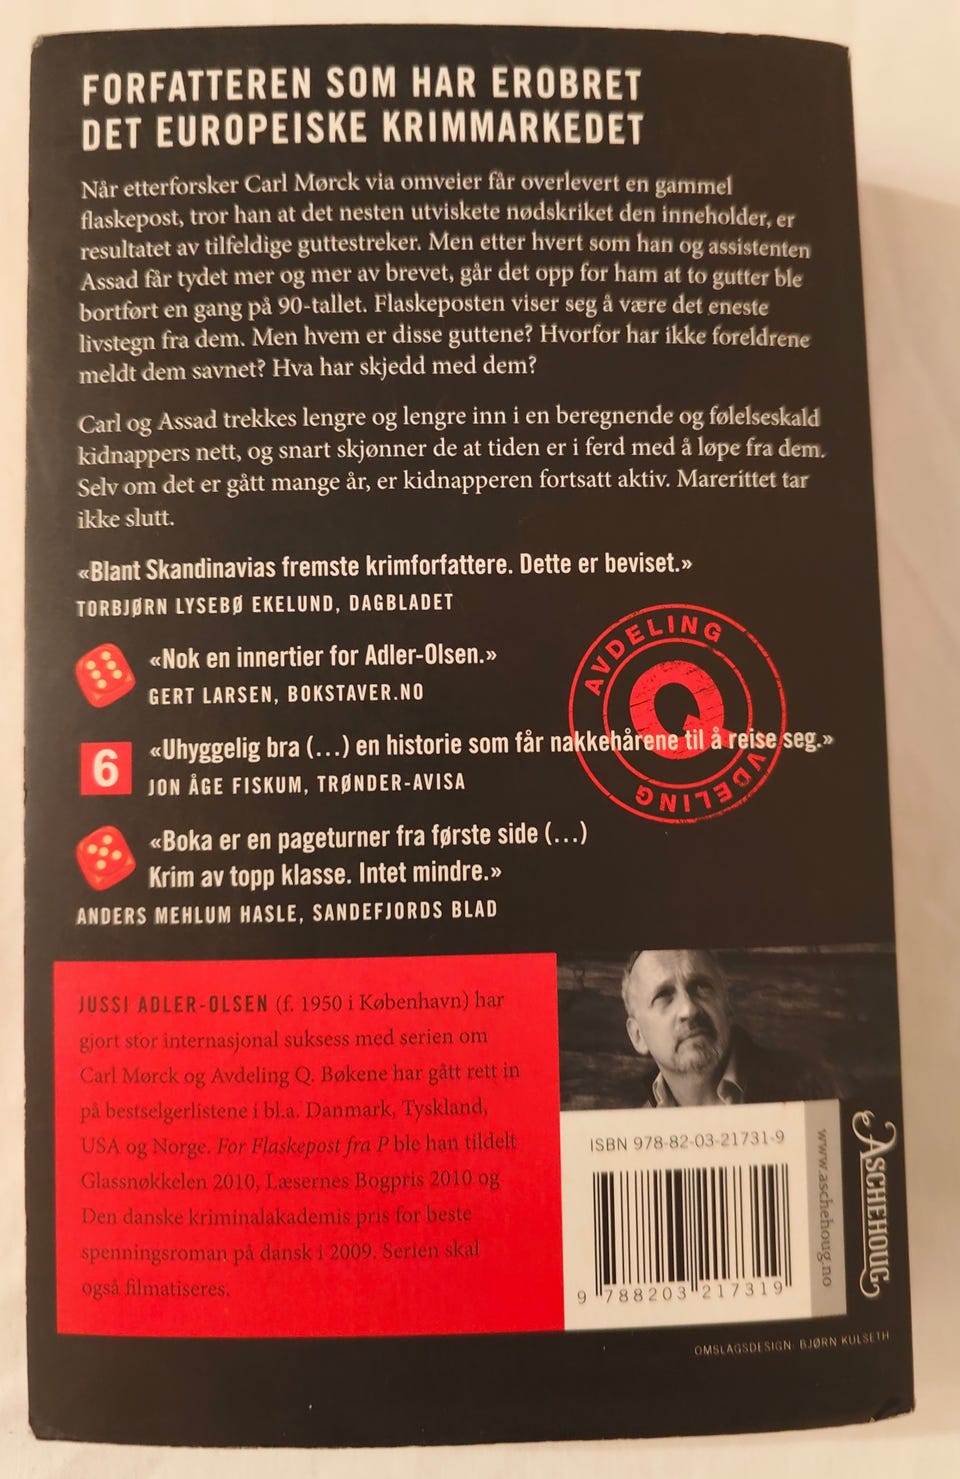 FORFATTEREN SOM HAR EROBRET
DET EUROPEISKE KRIMMARKEDET
Når etterforsker Carl Mørck via omveier får overlevert en gammel
flaskepost, tror han at det nesten utviskete nødskriket den inneholder, er
resultatet av tilfeldige guttestreker. Men etter hvert som han og assistenten
Assad får tydet mer og mer av brevet, går det opp for ham at to gutter ble
bortført en gang på 90-tallet. Flaskeposten viser seg å være det eneste
livstegn fra dem. Men hvem er disse guttene? Hvorfor har ikke foreldrene
meldt dem savnet? Hva har skjedd med dem?
Carl og Assad trekkes lengre og lengre inn i en beregnende og følelseskald
kidnappers nett, og snart skjønner de at tiden er i ferd med å løpe fra dem.
Selv om det er gått mange år, er kidnapperen fortsatt aktiv. Marerittet tar
ikke slutt.
«Blant Skandinavias fremste krimforfattere. Dette er beviset.»
TORBJØRN LYSEBØ EKELUND, DAGBLADET
«Nok en innertier for Adler-Olsen.»
GERT LARSEN, BOKSTAVER.NO
6
«Uhyggelig bra (…) en historie som får nakkehårene til å reise seg.»
JON ÅGE FISKUM, TRØNDER-AVISA
«Boka er en pageturner fra første side (…)
Krim av topp klasse. Intet mindre.»
ANDERS MEHLUM HASLE, SANDEFJORDS BLAD
AVDELING
Q
AVDELING
JUSSI ADLER-OLSEN (f. 1950 i København) har
gjort stor internasjonal suksess med serien om
Carl Mørck og Avdeling Q. Bøkene har gått rett in
på bestselgerlistene i bl.a. Danmark, Tyskland,
USA og Norge. For Flaskepost fra P ble han tildelt
Glassnøkkelen 2010, Læsernes Bogpris 2010 og
Den danske kriminalakademis pris for beste
spenningsroman på dansk i 2009. Serien skal
også filmatiseres.
ISBN 978-82-03-21731-9
9 788203 217319
www.aschehoug.no
ASCHEHOUG
OMSLAGSDESIGN: BJØRN KULSETH